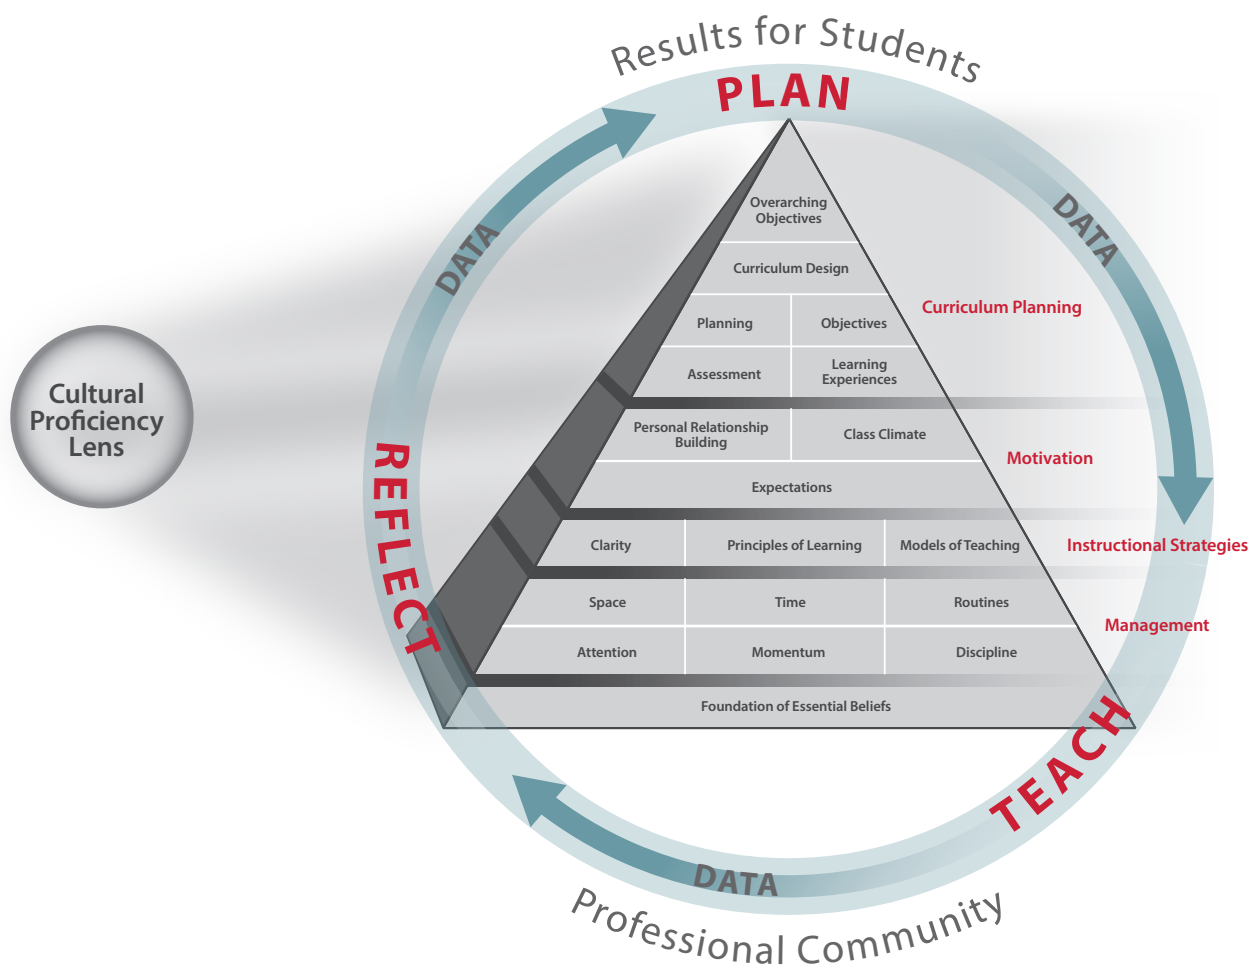 Results for Students
PLAN
DATA
DATA
Overarching
Objectives
Curriculum Design
Planning
Objectives
Curriculum Planning
Assessment
Learning
Experiences
Cultural
Proficiency
Lens
REFLECT
Personal Relationship
Building
Class Climate
Motivation
Expectations
Clarity
Principles of Learning
Models of Teaching
Instructional Strategies
Space
Time
Routines
Management
Attention
Momentum
Discipline
Foundation of Essential Beliefs
TEACH
DATA
Professional Community